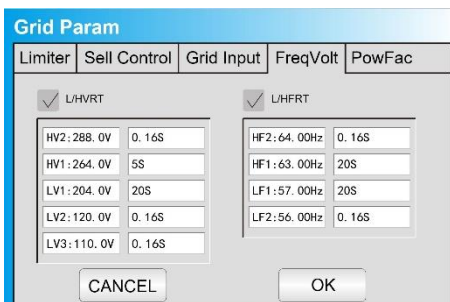 Grid Param
Limiter Sell Control Grid Input FreqVolt PowFac
L/HVRT
HV2:288.0V 0.16S
HV1:264.0V 5S
LV1:204.0V 20S
LV2:120.0V 0.16S
LV3:110.0V 0.16S
L/HFRT
HF2:64.00Hz 0.16S
HF1:63.00Hz 20S
LF1:57.00Hz 20S
LF2:56.00Hz 0.16S
CANCEL OK